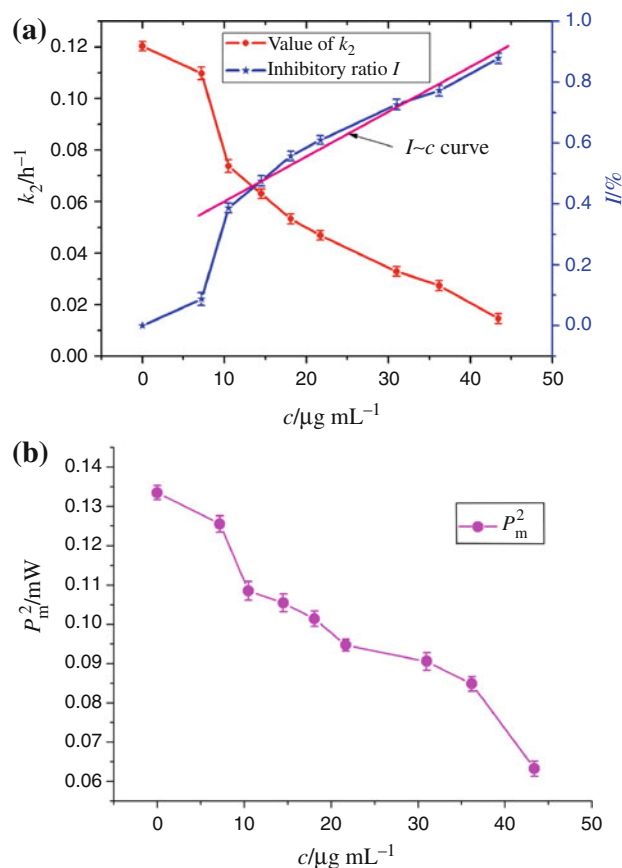 (a)
0.12
0.10
0.08
0.06
0.04
0.02
0.00
k₂/h⁻¹
Value of k₂
Inhibitory ratio I
I~c curve
1.0
0.8
0.6
0.4
0.2
0.0
I/%
0 10 20 30 40 50
c/µg mL⁻¹
(b)
0.14
0.13
0.12
0.11
0.10
0.09
0.08
0.07
0.06
P²ₘ/mW
P²ₘ
0 10 20 30 40 50
c/µg mL⁻¹